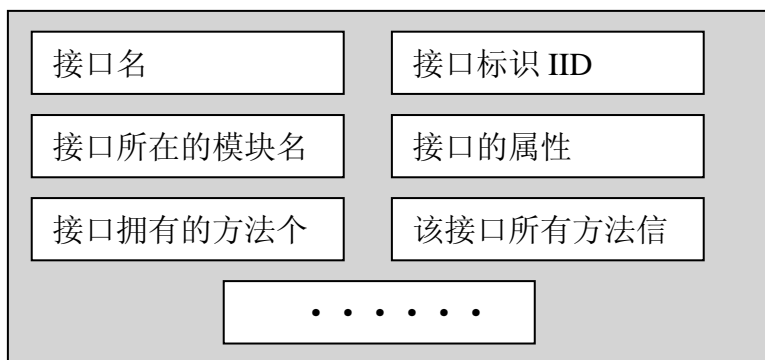 接口名
接口标识 IID
接口所在的模块名
接口的属性
接口拥有的方法个
该接口所有方法信
• • • • • •